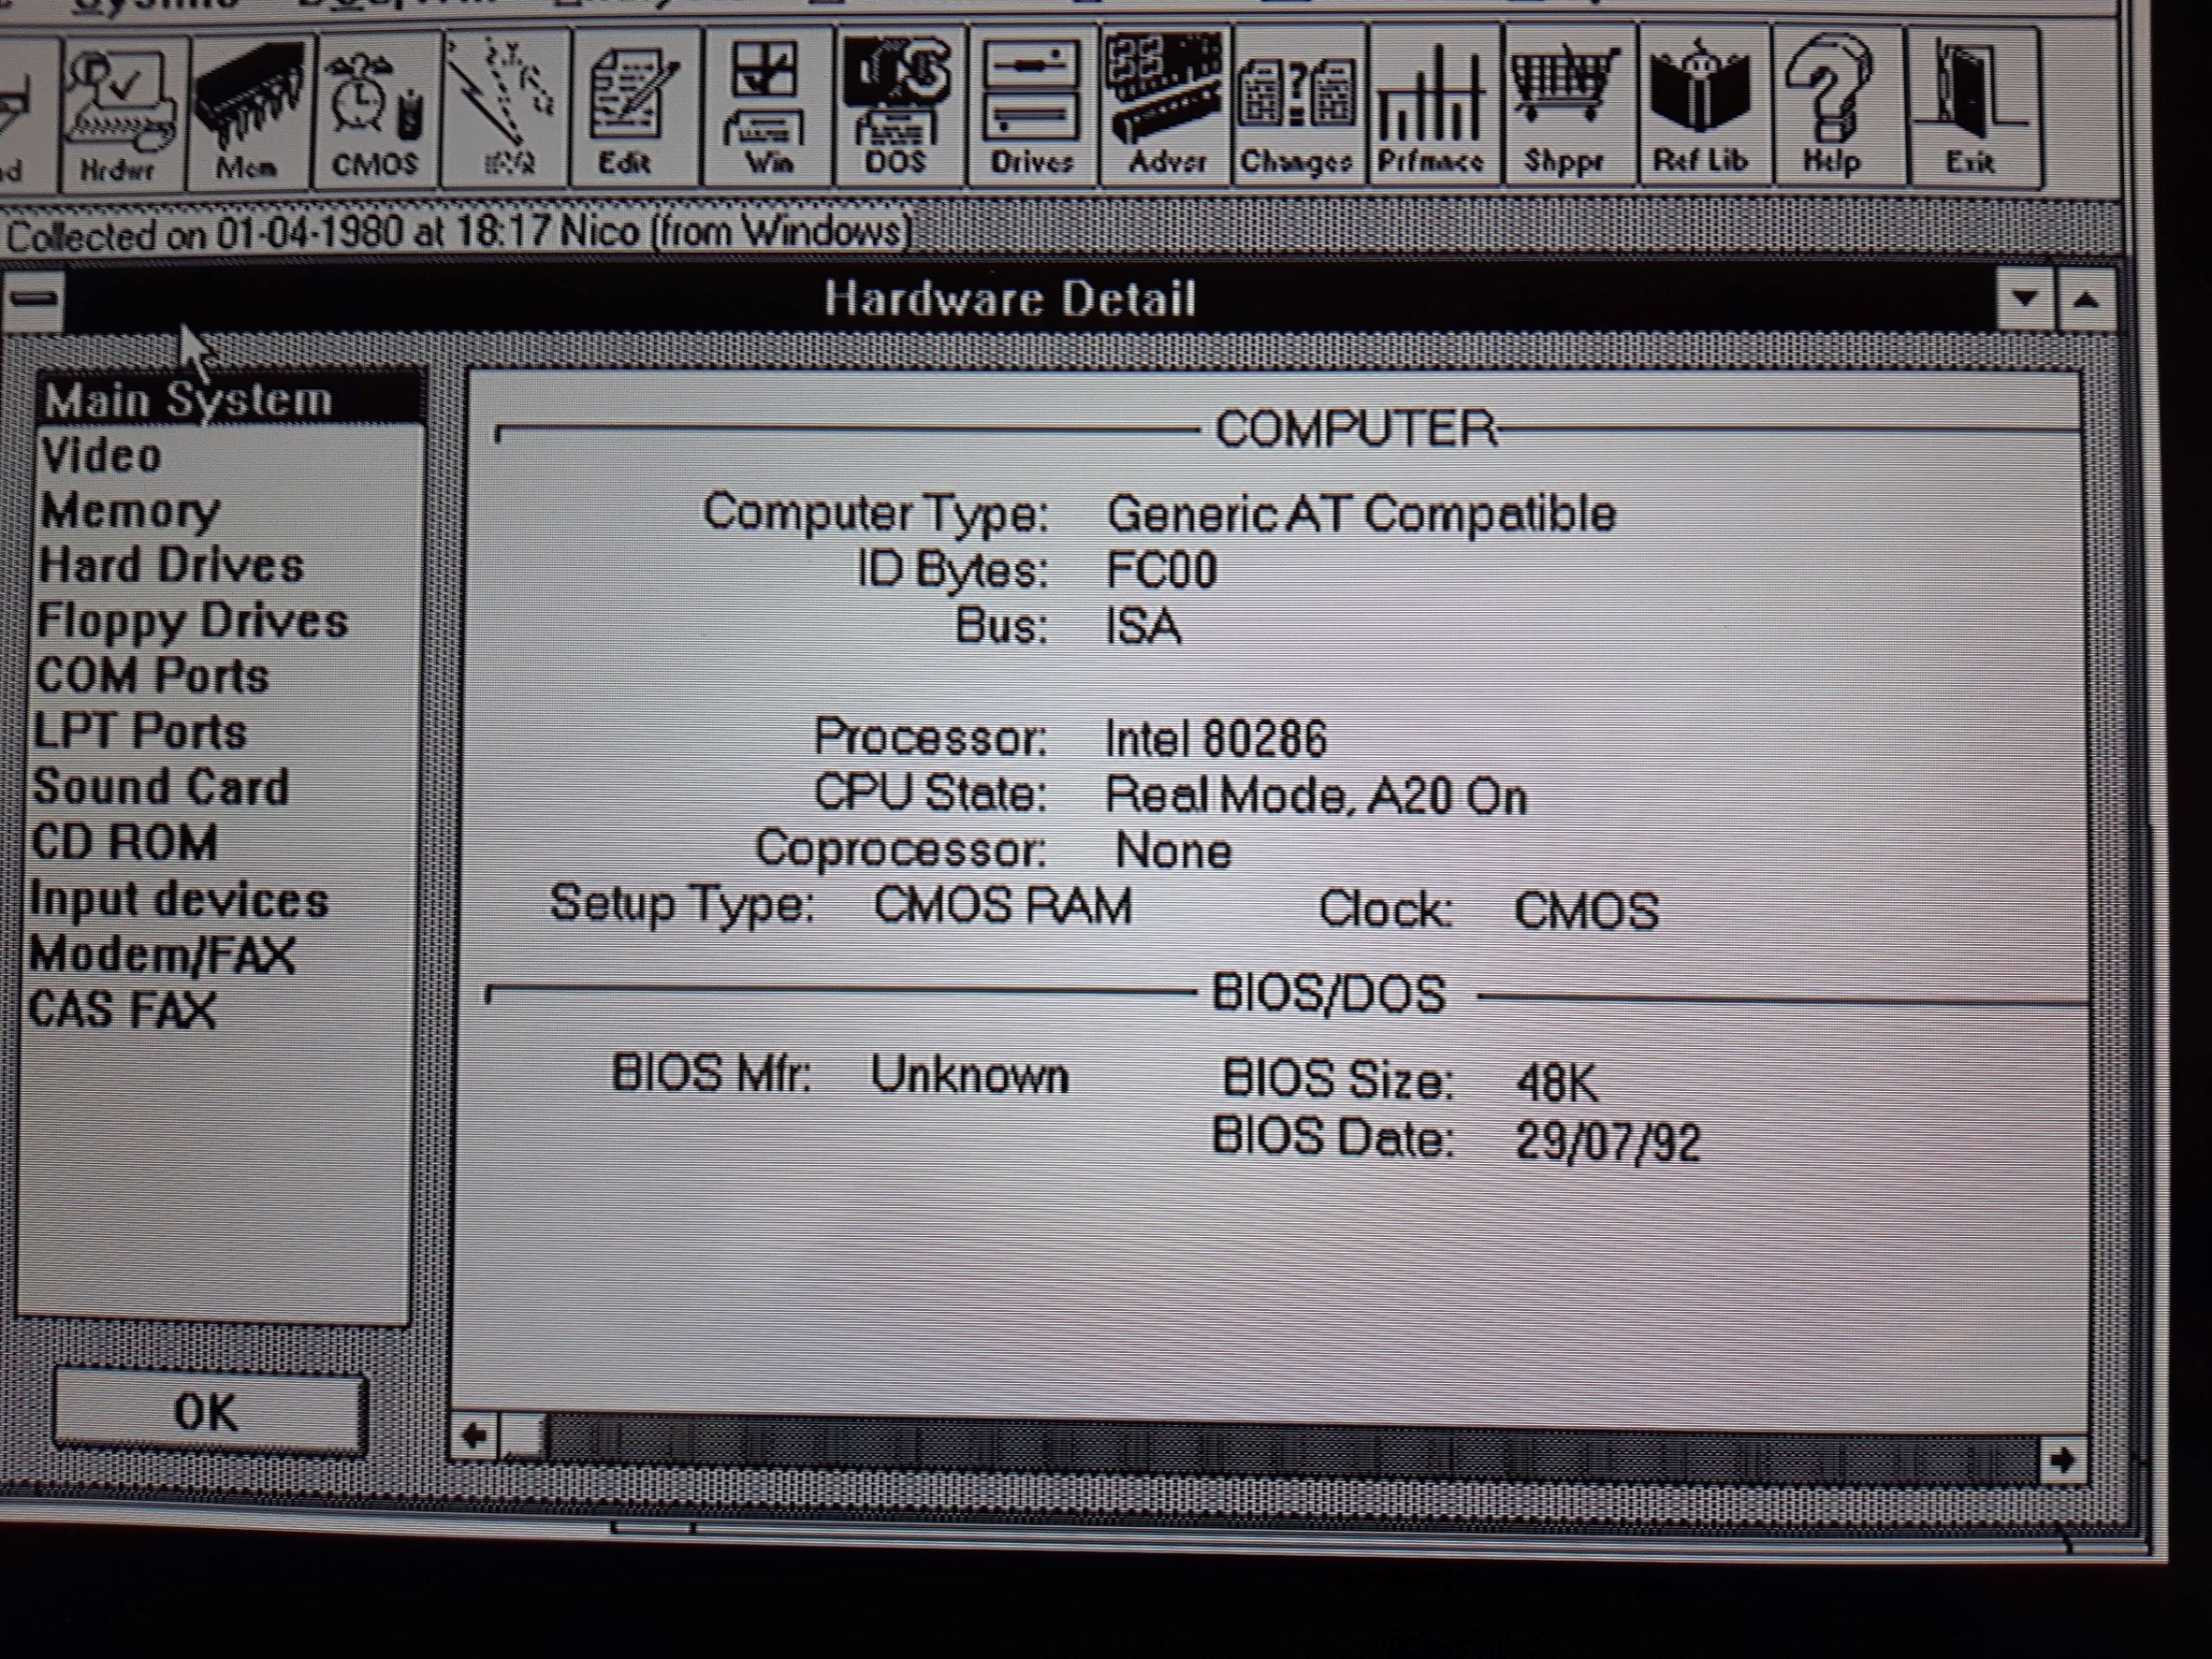 Hrdwr Mem CMOS IRQ Edit Win DOS Drives Advsr Changes Prfmnce Shppr Ref Lib Help Exit
Collected on 01-04-1980 at 18:17 Nico (from Windows)
Hardware Detail
Main System
Video
Memory
Hard Drives
Floppy Drives
COM Ports
LPT Ports
Sound Card
CD ROM
Input devices
Modem/FAX
CAS FAX
OK
COMPUTER
Computer Type: Generic AT Compatible
ID Bytes: FC00
Bus: ISA
Processor: Intel 80286
CPU State: Real Mode, A20 On
Coprocessor: None
Setup Type: CMOS RAM Clock: CMOS
BIOS/DOS
BIOS Mfr: Unknown BIOS Size: 48K
BIOS Date: 29/07/92